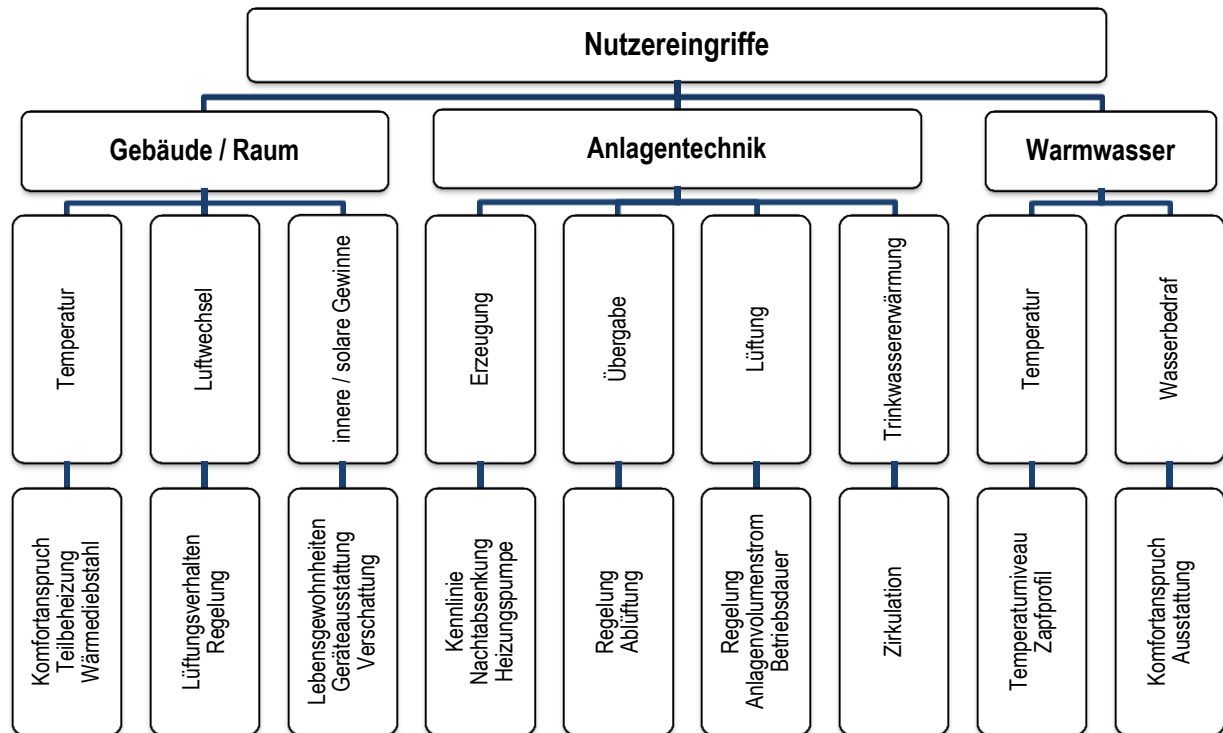 Nutzereingriffe
Gebäude / Raum
Anlagentechnik
Warmwasser
Temperatur
Luftwechsel
innere / solare Gewinne
Erzeugung
Übergabe
Lüftung
Trinkwassererwärmung
Temperatur
Wasserbedraf
Komfortanspruch
Teilbeheizung
Wärmediebstahl
Lüftungsverhalten
Regelung
Lebensgewohnheiten
Geräteausstattung
Verschattung
Kennlinie
Nachtabsenkung
Heizungspumpe
Regelung
Ablüftung
Regelung
Anlagenvolumenstrom
Betriebsdauer
Zirkulation
Temperaturniveau
Zapfprofil
Komfortanspruch
Ausstattung